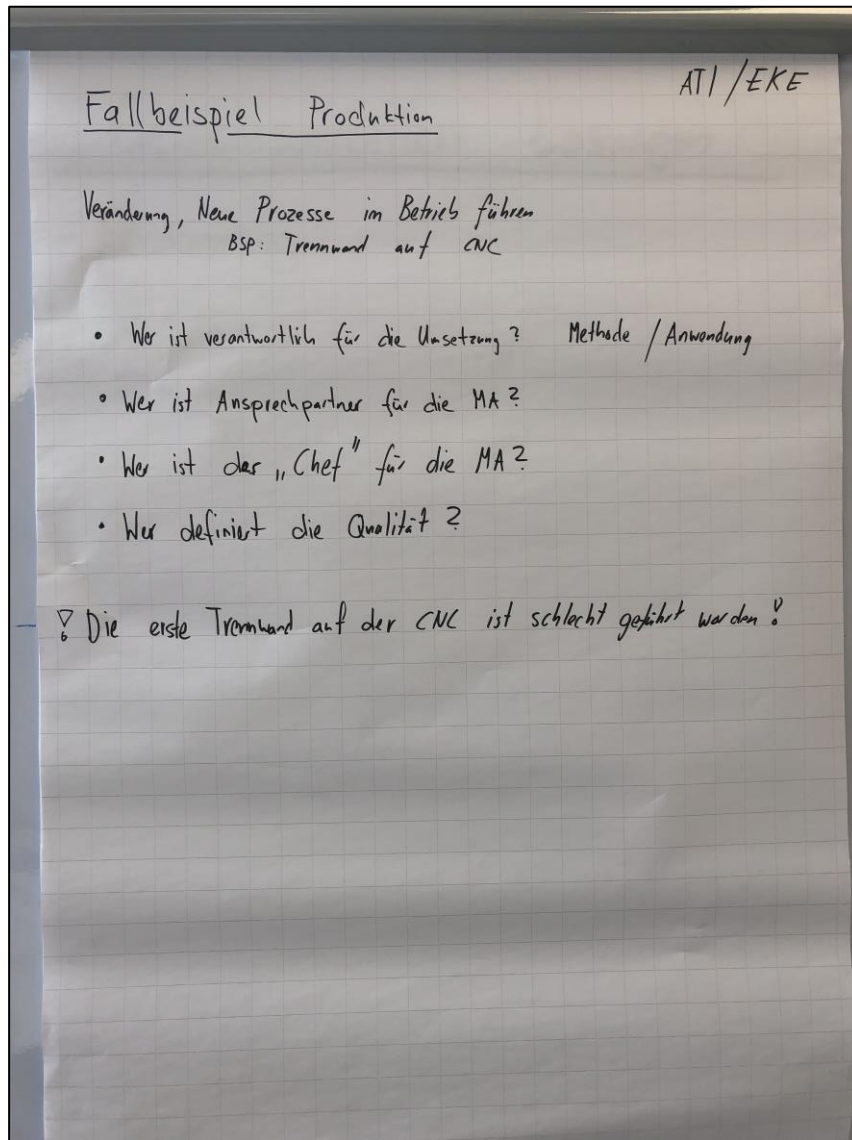 ATI / EKE
Fallbeispiel Produktion
Veränderung, Neue Prozesse im Betrieb führen
BSP: Trennwand auf CNC
• Wer ist verantwortlich für die Umsetzung? Methode / Anwendung
• Wer ist Ansprechpartner für die MA?
• Wer ist der „Chef" für die MA?
• Wer definiert die Qualität?
! Die erste Trennwand auf der CNC ist schlecht geführt worden!